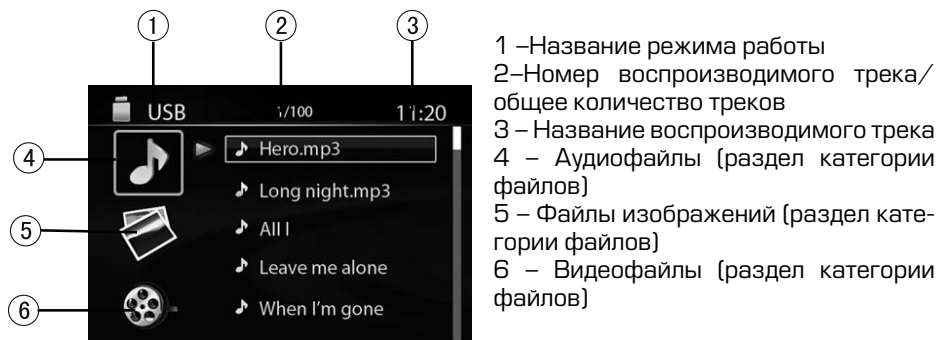 1 2 3
USB 1/100 11:20
4 Hero.mp3
Long night.mp3
5 All I
Leave me alone
6 When I'm gone
1 –Название режима работы
2–Номер воспроизводимого трека/
общее количество треков
3 – Название воспроизводимого трека
4 – Аудиофайлы (раздел категории
файлов)
5 – Файлы изображений (раздел кате-
гории файлов)
6 – Видеофайлы (раздел категории
файлов)